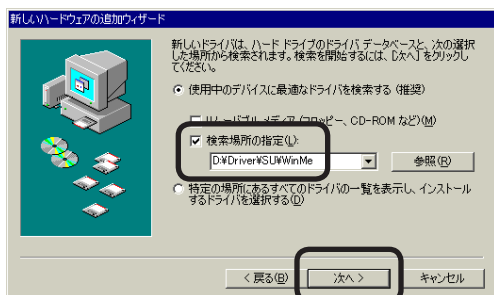 新しいハードウェアの追加ウィザード
新しいドライバは、ハード ドライブのドライバ データベースと、次の選択
した場所から検索されます。検索を開始するには、[次へ] をクリックし
てください。
使用中のデバイスに最適なドライバを検索する (推奨)
リムーバブル メディア (フロッピー、CD-ROM など)(M)
検索場所の指定(L):
D:¥Driver¥SU¥WinMe
参照(R)
特定の場所にあるすべてのドライバの一覧を表示し、インストール
するドライバを選択する(D)
< 戻る(B)
次へ >
キャンセル